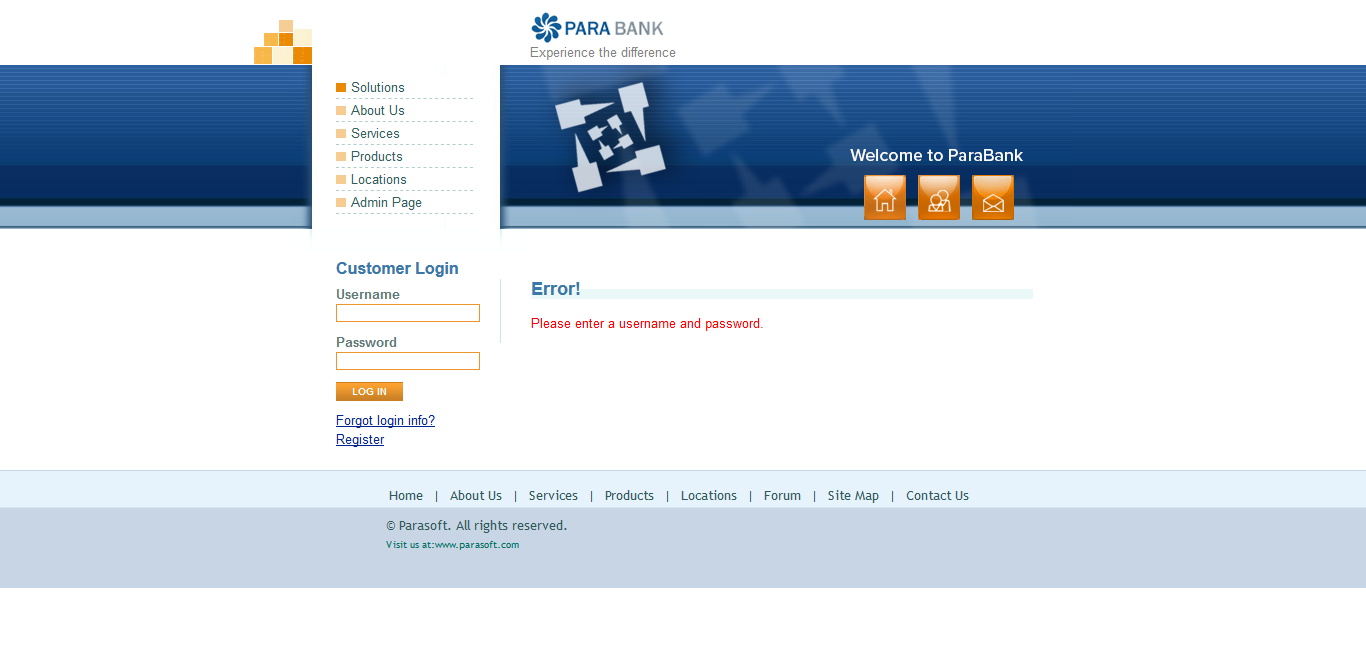 PARA BANK
Experience the difference
Solutions
About Us
Services
Products
Locations
Admin Page
Welcome to ParaBank
Customer Login
Username
Password
LOG IN
Forgot login info?
Register
Error!
Please enter a username and password.
Home | About Us | Services | Products | Locations | Forum | Site Map | Contact Us
© Parasoft. All rights reserved.
Visit us at:www.parasoft.com